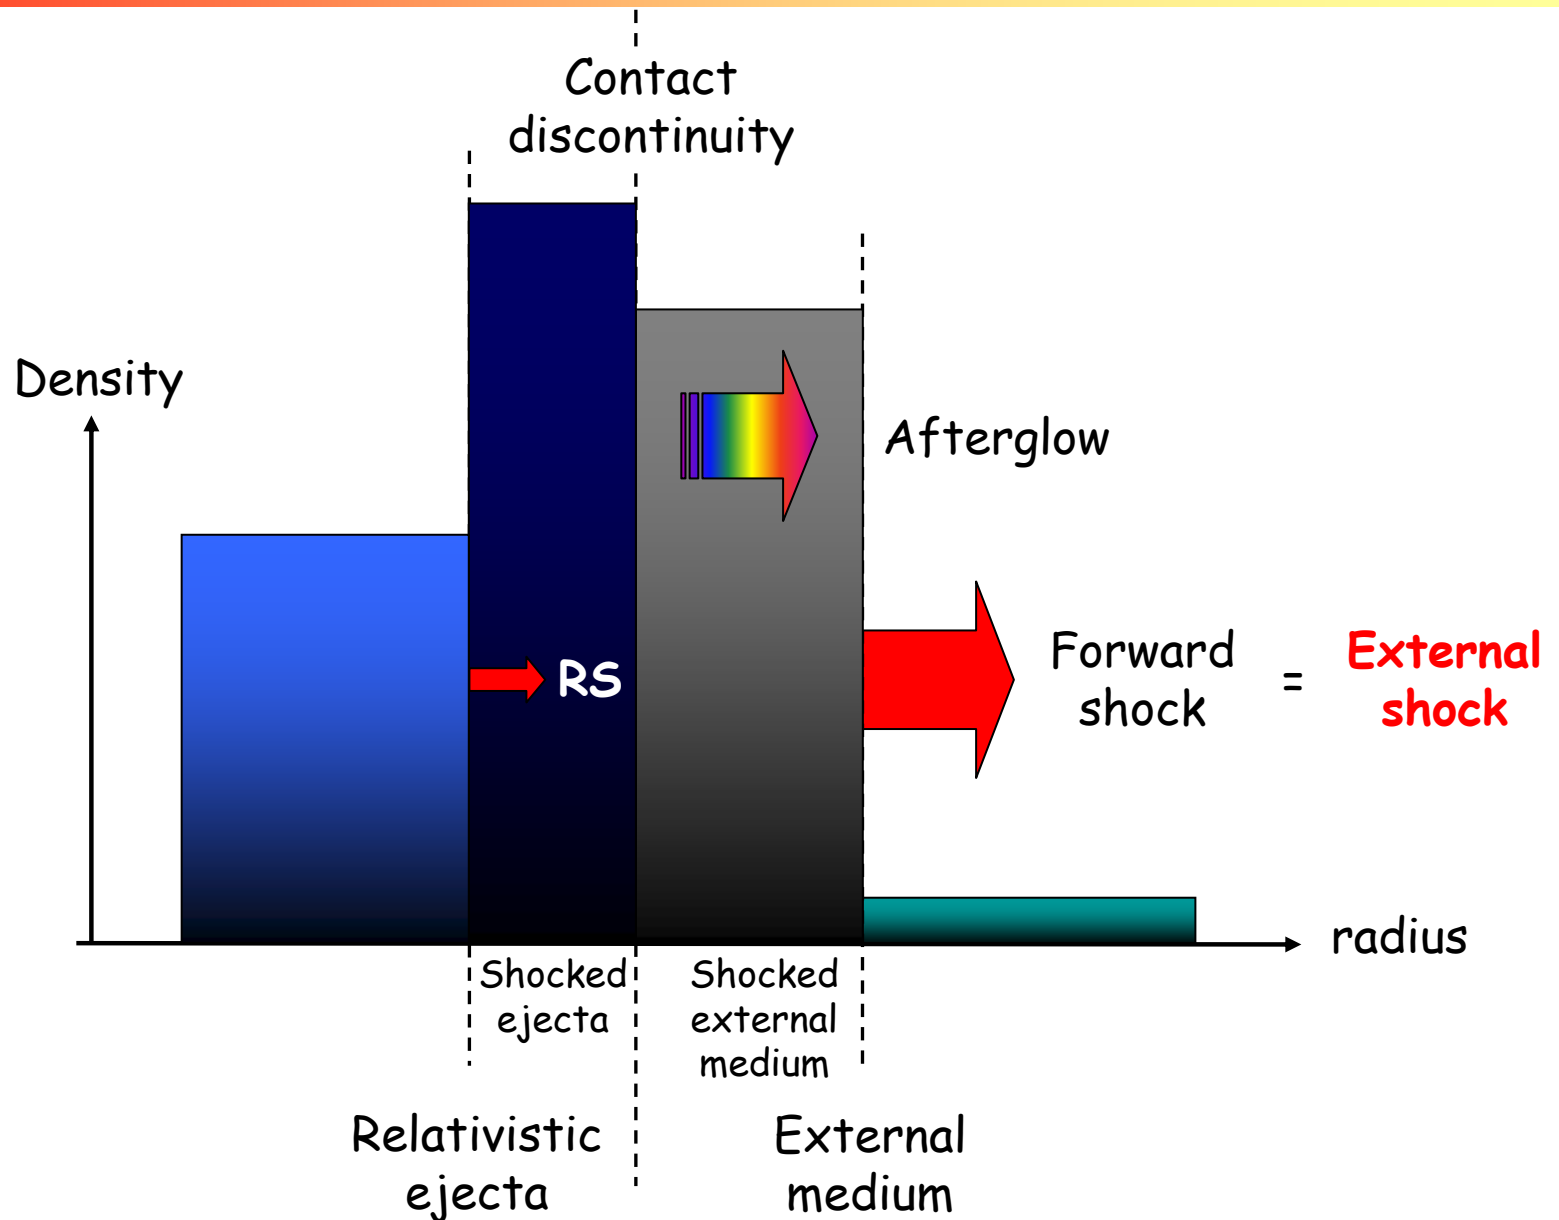 Contact
discontinuity
Density
Afterglow
RS
Forward
shock
=
External
shock
radius
Shocked
ejecta
Shocked
external
medium
Relativistic
ejecta
External
medium